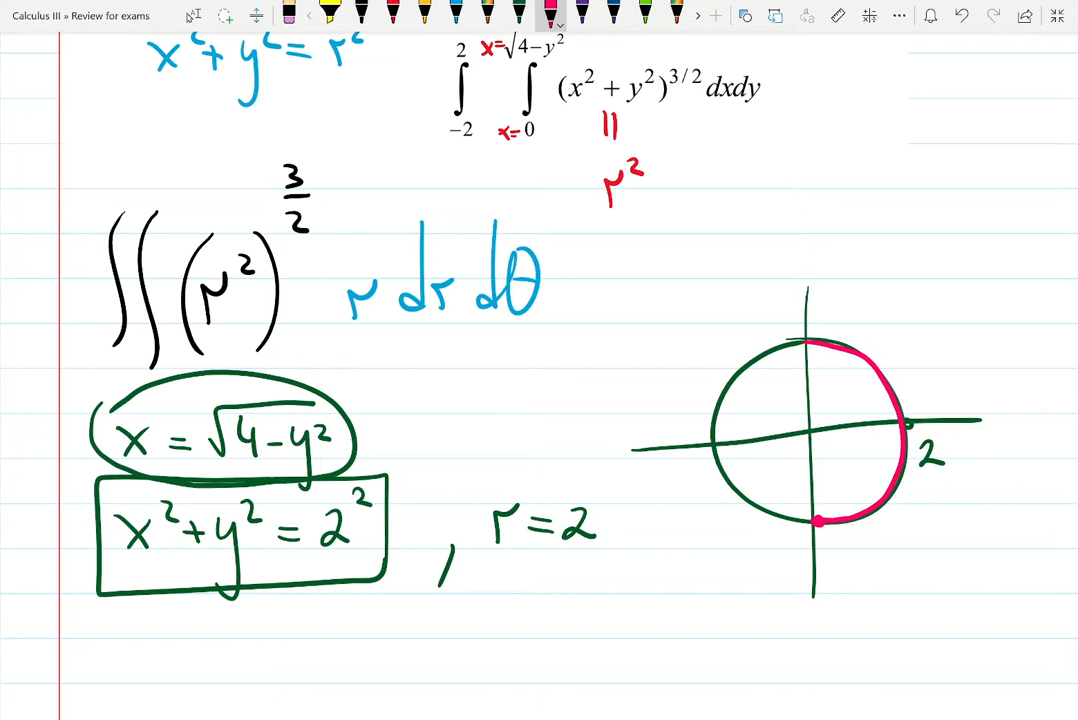 Calculus III » Review for exams
x² + y² = r²
∫_{-2}^{2} ∫_{x=0}^{x=√4-y²} (x² + y²)^{3/2} dxdy
||
r²
∫∫ (r²)^{3/2} r dr dθ
x = √4-y²
x² + y² = 2² , r = 2
2